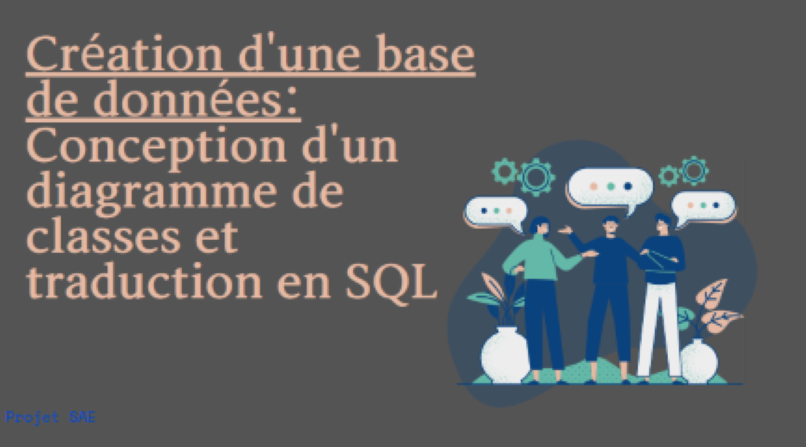 Création d'une base
de données:
Conception d'un
diagramme de
classes et
traduction en SQL
Projet SAE